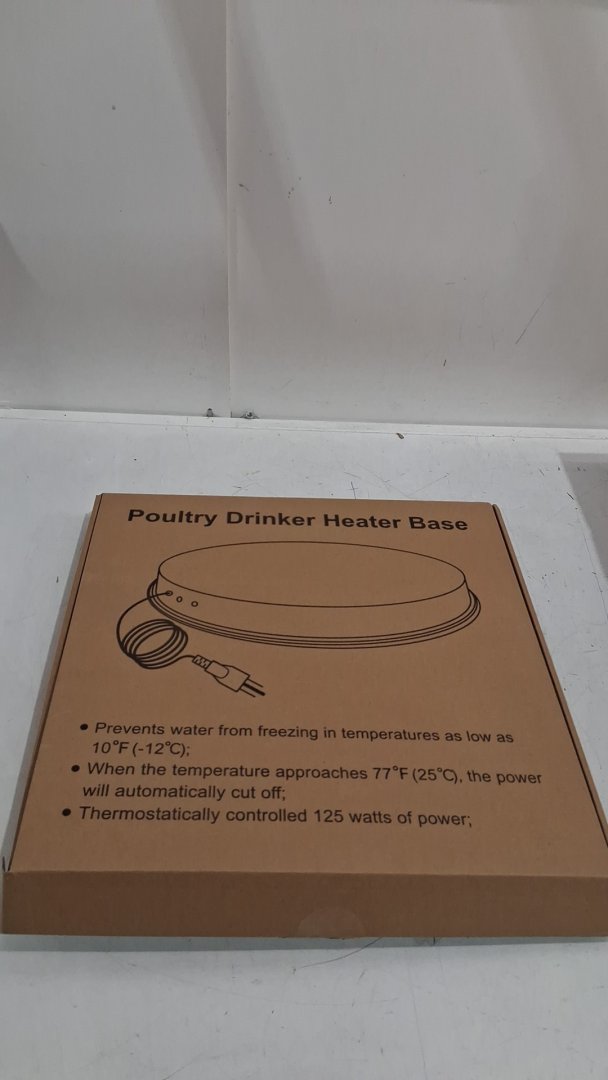 Poultry Drinker Heater Base
● Prevents water from freezing in temperatures as low as
10°F (-12℃);
● When the temperature approaches 77°F (25℃), the power
will automatically cut off;
● Thermostatically controlled 125 watts of power;